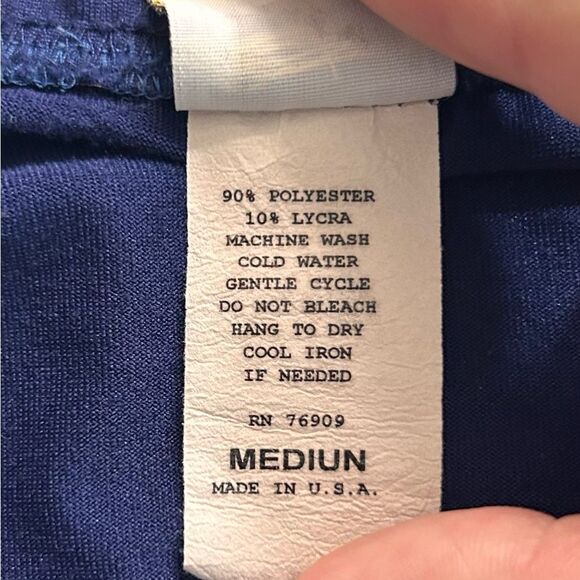 90% POLYESTER
10% LYCRA
MACHINE WASH
COLD WATER
GENTLE CYCLE
DO NOT BLEACH
HANG TO DRY
COOL IRON
IF NEEDED
RN 76909
MEDIUN
MADE IN U.S.A.